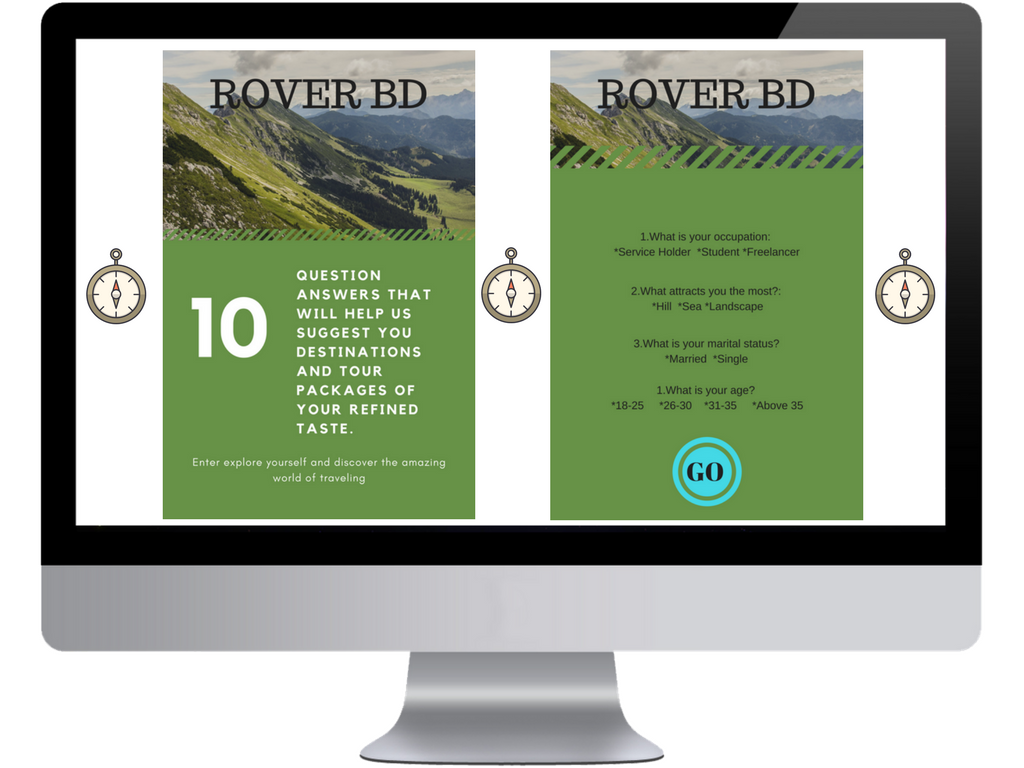 ROVER BD
10
QUESTION
ANSWERS THAT
WILL HELP US
SUGGEST YOU
DESTINATIONS
AND TOUR
PACKAGES OF
YOUR REFINED
TASTE.
Enter explore yourself and discover the amazing
world of traveling
ROVER BD
1.What is your occupation:
*Service Holder *Student *Freelancer
2.What attracts you the most?:
*Hill *Sea *Landscape
3.What is your marital status?
*Married *Single
1.What is your age?
*18-25 *26-30 *31-35 *Above 35
GO